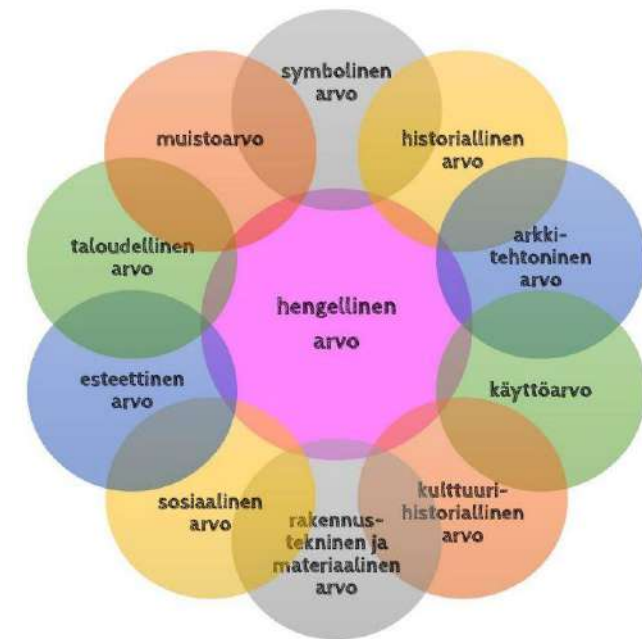 symbolinen
arvo
historiallinen
arvo
arkki-
tehtoninen
arvo
käyttöarvo
kulttuuri-
historiallinen
arvo
rakennus-
tekninen ja
materiaalinen
arvo
sosiaalinen
arvo
esteettinen
arvo
taloudellinen
arvo
muistoarvo
hengellinen
arvo